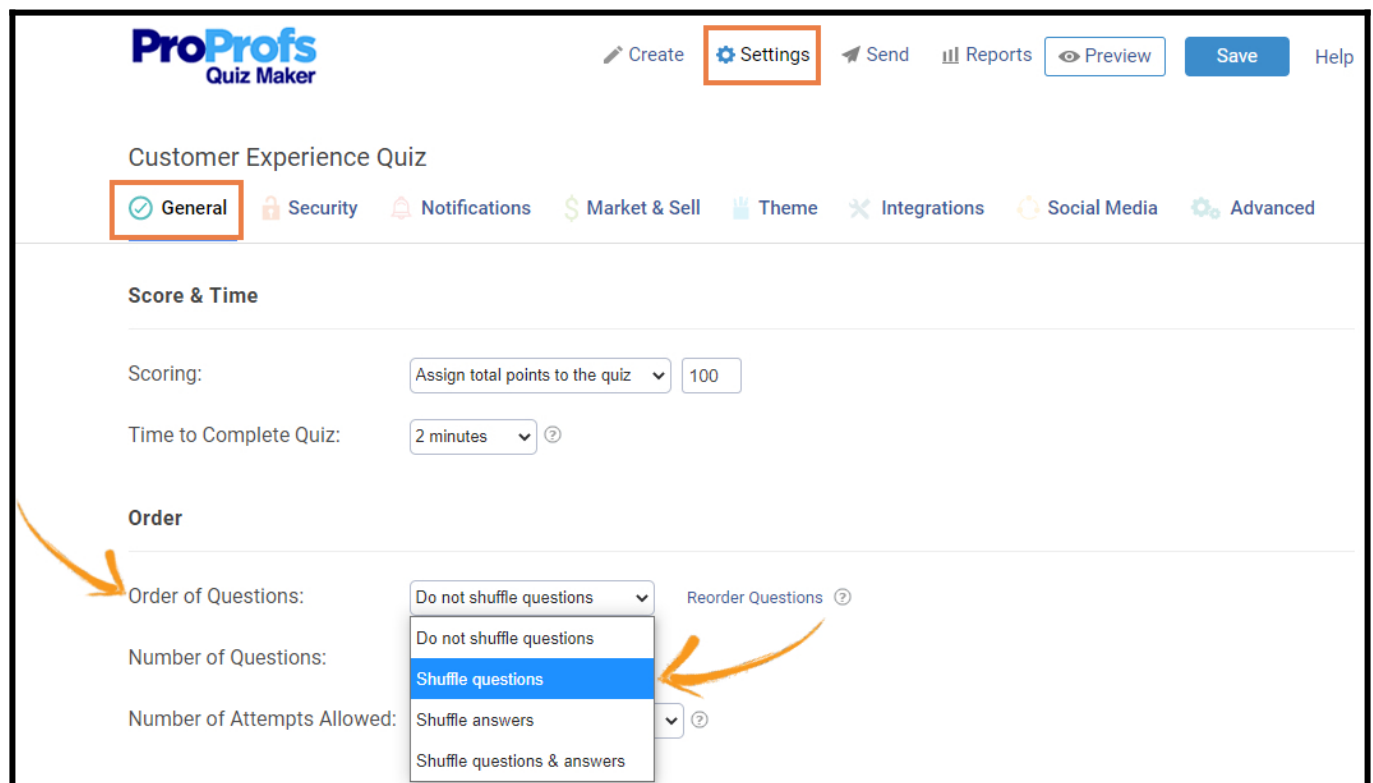 ProProfs
Quiz Maker
Create Settings Send Reports Preview Save Help
Customer Experience Quiz
General Security Notifications Market & Sell Theme Integrations Social Media Advanced
Score & Time
Scoring: Assign total points to the quiz 100
Time to Complete Quiz: 2 minutes ?
Order
Order of Questions: Do not shuffle questions Reorder Questions ?
Do not shuffle questions
Number of Questions:
Shuffle questions
Number of Attempts Allowed: Shuffle answers ?
Shuffle questions & answers